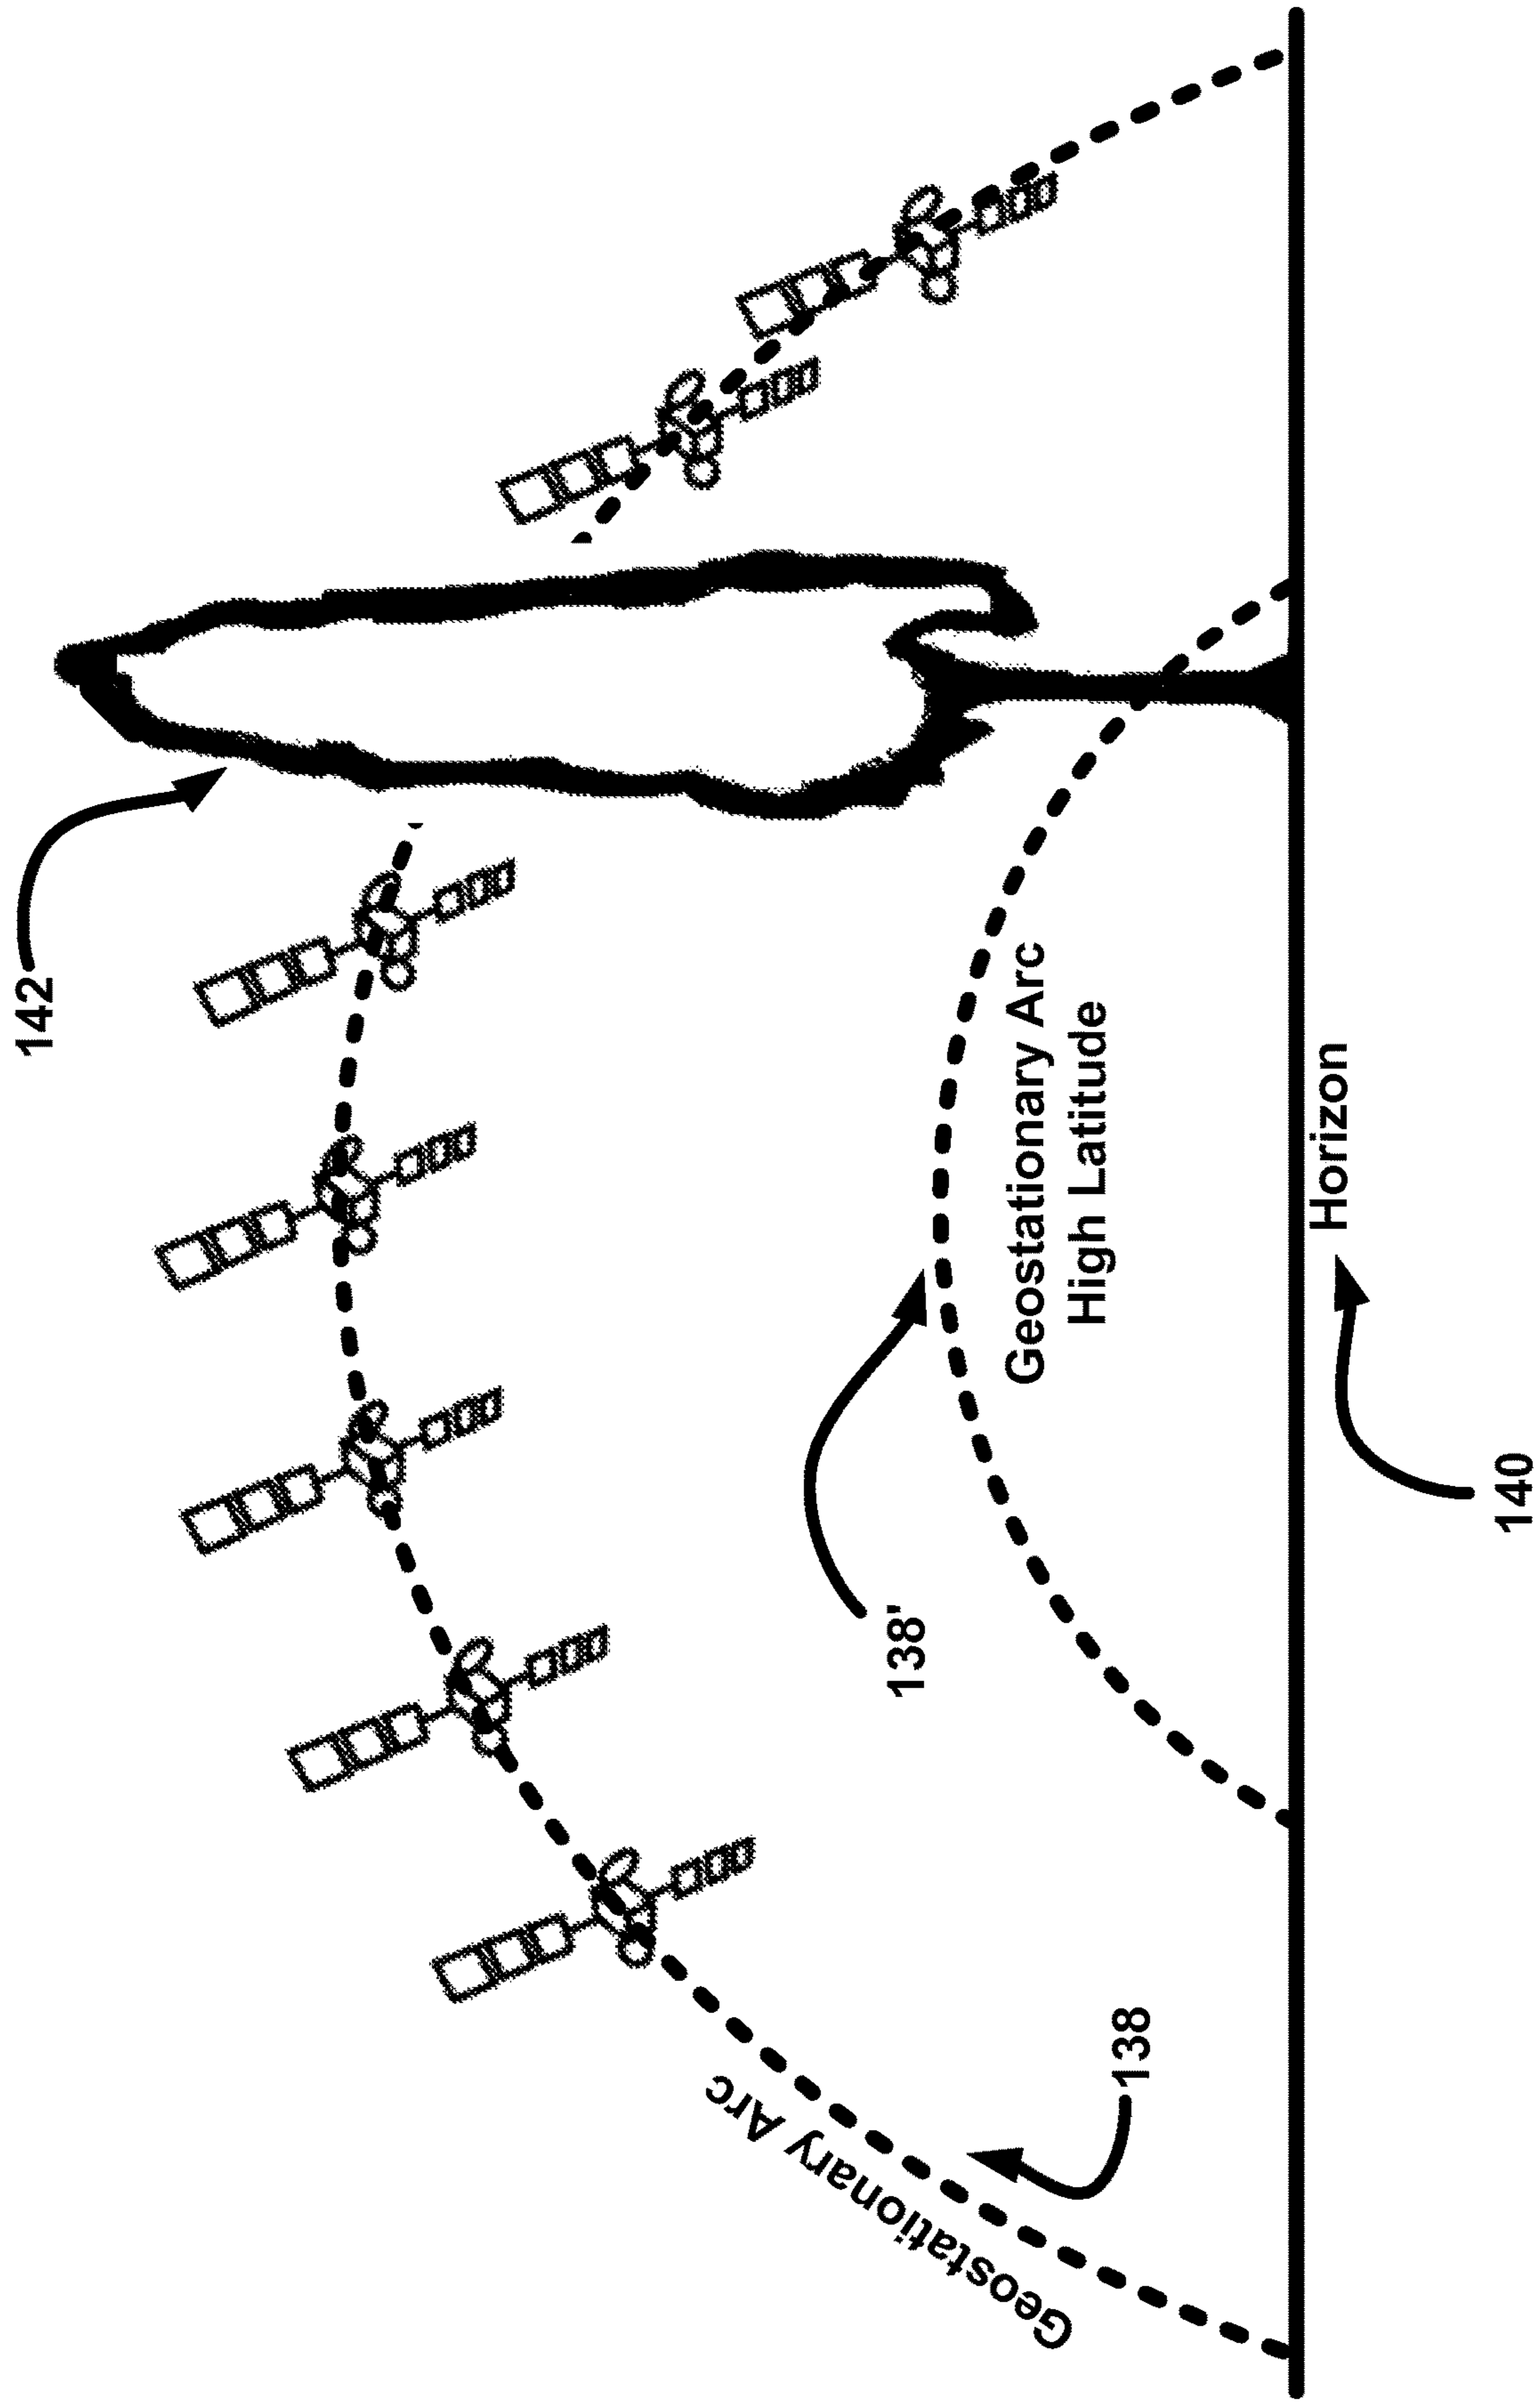 142
Geostationary Arc
138
138'
Geostationary Arc
High Latitude
Horizon
140